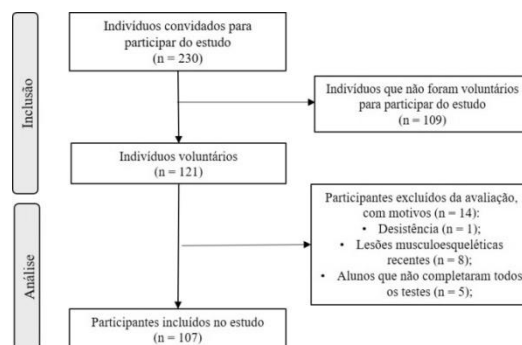 Indivíduos convidados para
participar do estudo
(n = 230)
Indivíduos que não foram voluntários
para participar do estudo
(n = 109)
Inclusão
Indivíduos voluntários
(n = 121)
Participantes excluídos da avaliação,
com motivos (n = 14):
• Desistência (n = 1);
• Lesões musculoesqueléticas
recentes (n = 8);
• Alunos que não completaram todos
os testes (n = 5);
Análise
Participantes incluídos no estudo
(n = 107)